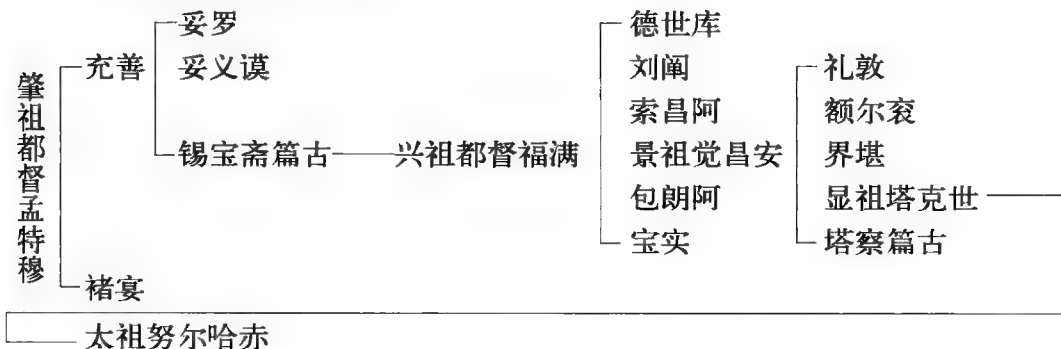 肇祖都督孟特穆
充善
褚宴
妥罗
妥义谟
锡宝斋篇古
兴祖都督福满
德世库
刘阐
索昌阿
景祖觉昌安
包朗阿
宝实
礼敦
额尔衮
界堪
显祖塔克世
塔察篇古
太祖努尔哈赤